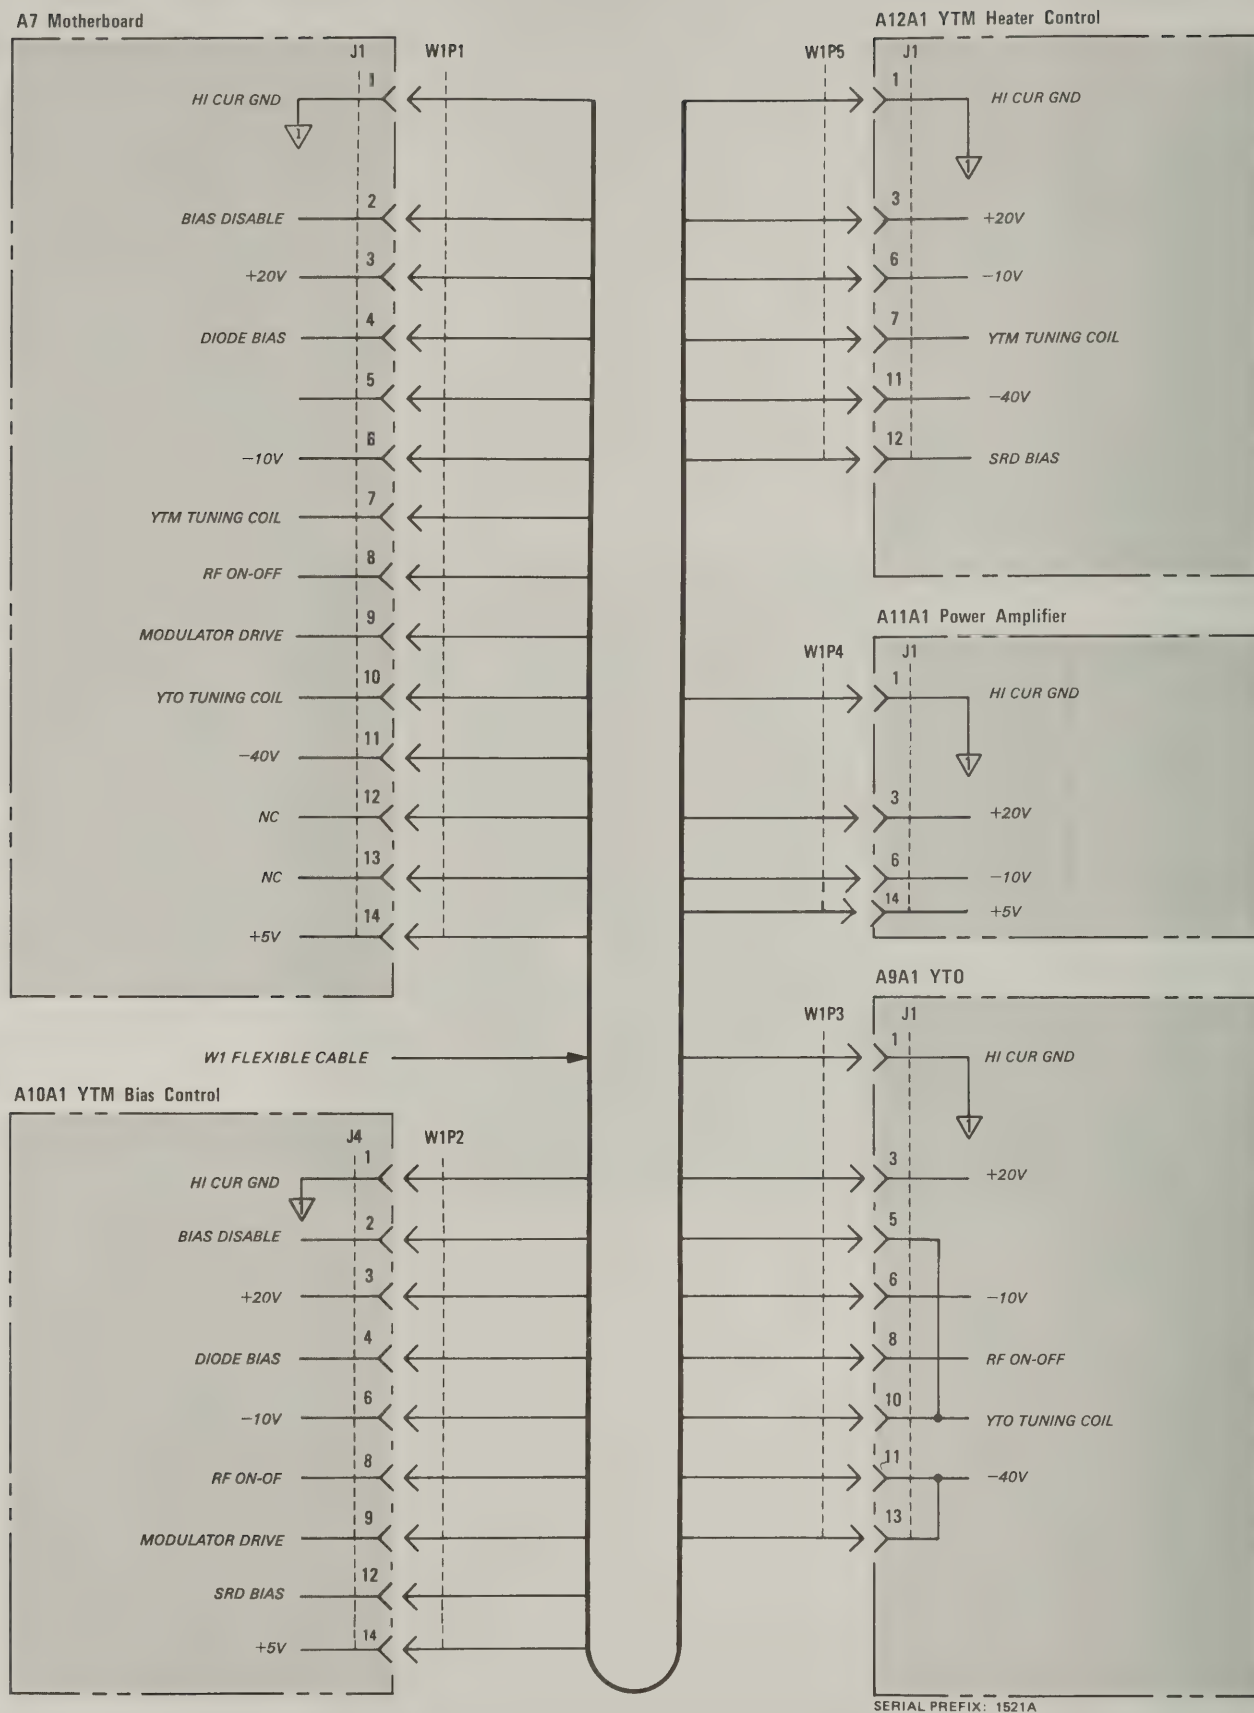 A7 Motherboard
J1 W1P1
1
HI CUR GND
1
2
BIAS DISABLE
3
+20V
4
DIODE BIAS
5
6
−10V
7
YTM TUNING COIL
8
RF ON-OFF
9
MODULATOR DRIVE
10
YTO TUNING COIL
11
−40V
12
NC
13
NC
14
+5V
W1 FLEXIBLE CABLE
A10A1 YTM Bias Control
J4 W1P2
1
HI CUR GND
1
2
BIAS DISABLE
3
+20V
4
DIODE BIAS
6
−10V
8
RF ON-OF
9
MODULATOR DRIVE
12
SRD BIAS
14
+5V
A12A1 YTM Heater Control
W1P5 J1
1
HI CUR GND
1
3
+20V
6
−10V
7
YTM TUNING COIL
11
−40V
12
SRD BIAS
A11A1 Power Amplifier
W1P4 J1
1
HI CUR GND
1
3
+20V
6
−10V
14
+5V
A9A1 YTO
W1P3 J1
1
HI CUR GND
1
3
+20V
5
6
−10V
8
RF ON-OFF
10
YTO TUNING COIL
11
−40V
13
SERIAL PREFIX: 1521A